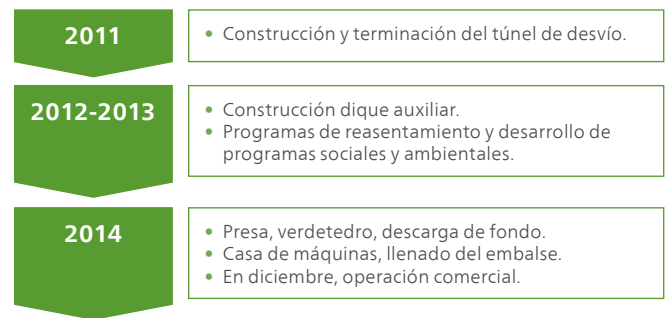 2011
• Construcción y terminación del túnel de desvío.
2012-2013
• Construcción dique auxiliar.
• Programas de reasentamiento y desarrollo de
programas sociales y ambientales.
2014
• Presa, verdetedro, descarga de fondo.
• Casa de máquinas, llenado del embalse.
• En diciembre, operación comercial.